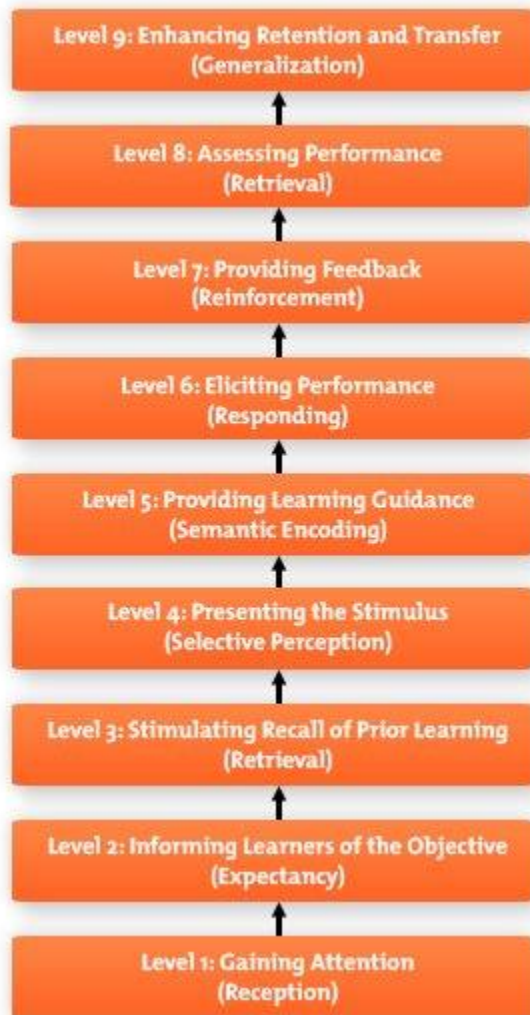 Level 9: Enhancing Retention and Transfer
(Generalization)
Level 8: Assessing Performance
(Retrieval)
Level 7: Providing Feedback
(Reinforcement)
Level 6: Eliciting Performance
(Responding)
Level 5: Providing Learning Guidance
(Semantic Encoding)
Level 4: Presenting the Stimulus
(Selective Perception)
Level 3: Stimulating Recall of Prior Learning
(Retrieval)
Level 2: Informing Learners of the Objective
(Expectancy)
Level 1: Gaining Attention
(Reception)